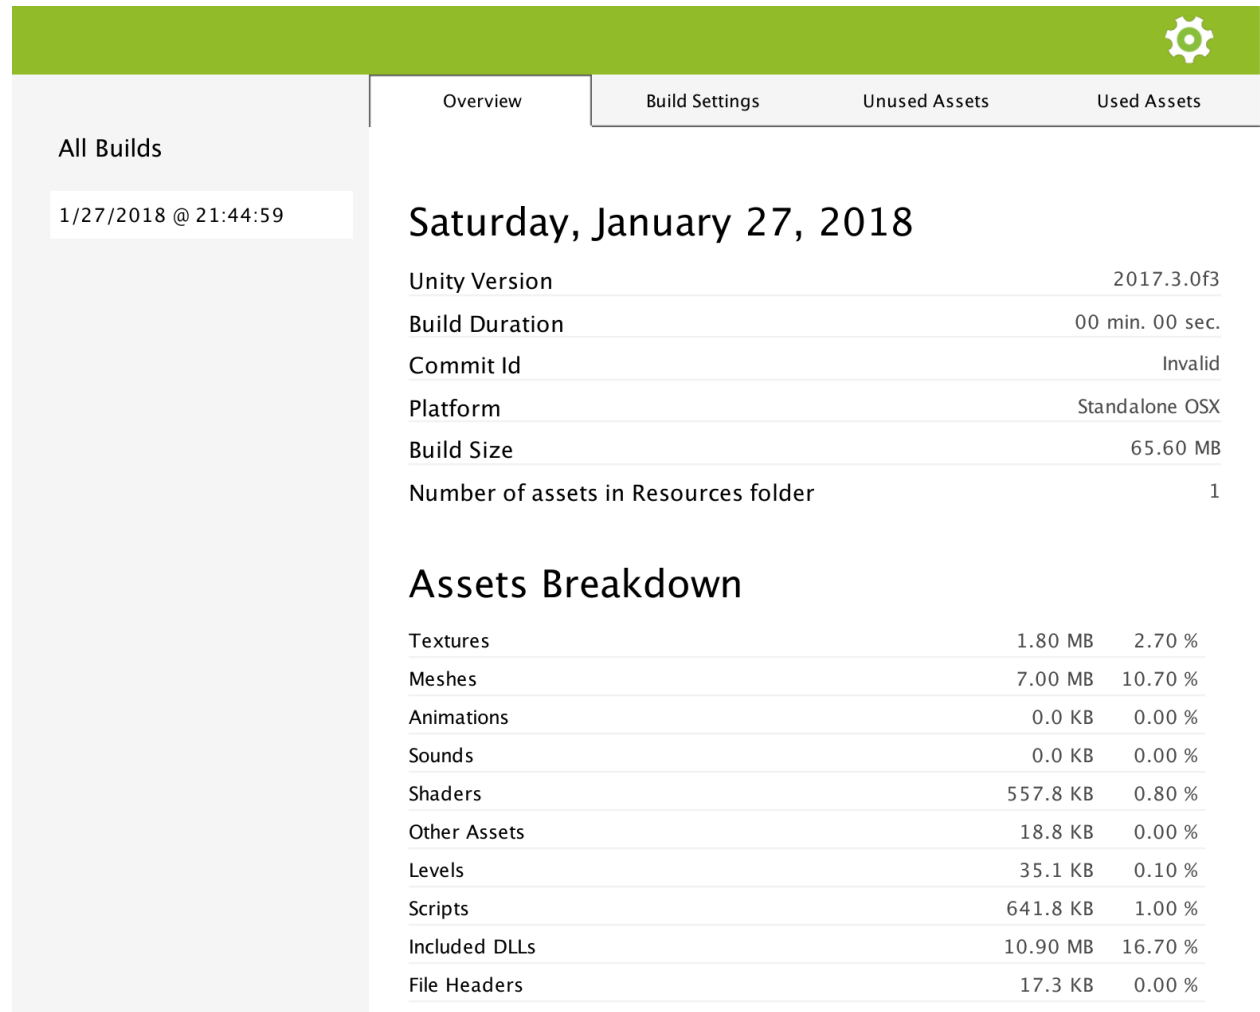 Overview Build Settings Unused Assets Used Assets
All Builds
1/27/2018 @ 21:44:59
Saturday, January 27, 2018
Unity Version 2017.3.0f3
Build Duration 00 min. 00 sec.
Commit Id Invalid
Platform Standalone OSX
Build Size 65.60 MB
Number of assets in Resources folder 1
Assets Breakdown
Textures 1.80 MB 2.70 %
Meshes 7.00 MB 10.70 %
Animations 0.0 KB 0.00 %
Sounds 0.0 KB 0.00 %
Shaders 557.8 KB 0.80 %
Other Assets 18.8 KB 0.00 %
Levels 35.1 KB 0.10 %
Scripts 641.8 KB 1.00 %
Included DLLs 10.90 MB 16.70 %
File Headers 17.3 KB 0.00 %